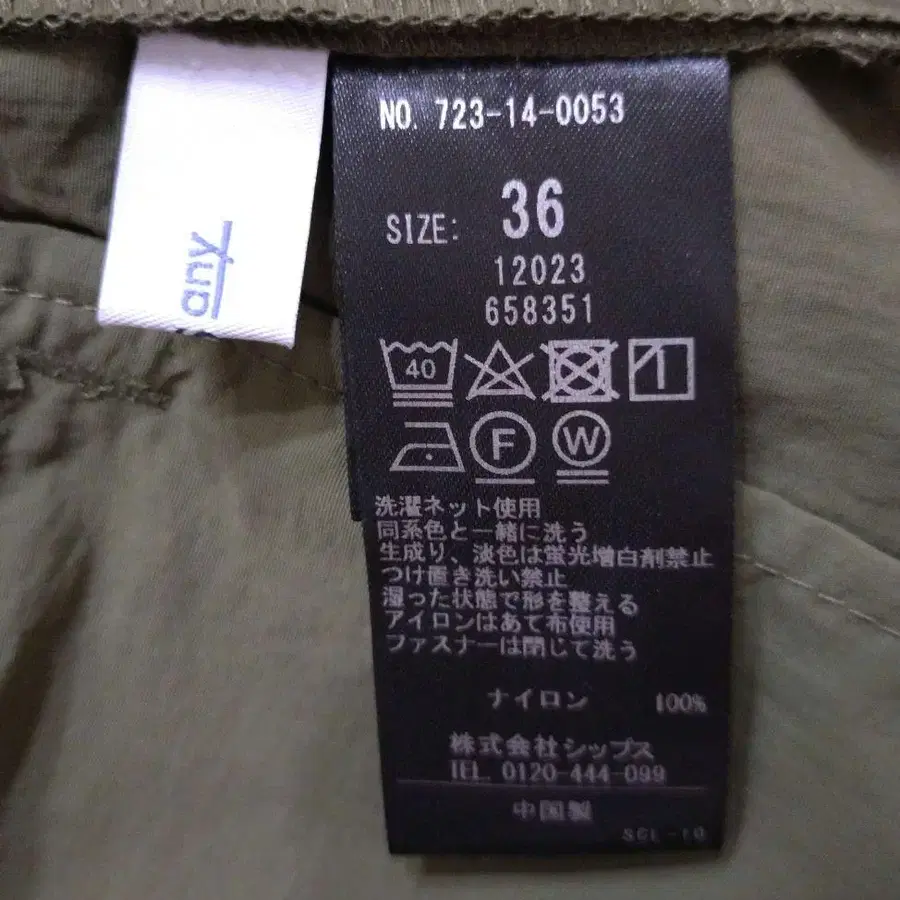 any
NO. 723-14-0053
SIZE: 36
12023
658351
40
F W
洗濯ネット使用
同系色と一緒に洗う
生成り、淡色は蛍光増白剤禁止
つけ置き洗い禁止
湿った状態で形を整える
アイロンはあて布使用
ファスナーは閉じて洗う
ナイロン 100%
株式会社シップス
TEL. 0120-444-099
中国製
SCL-10